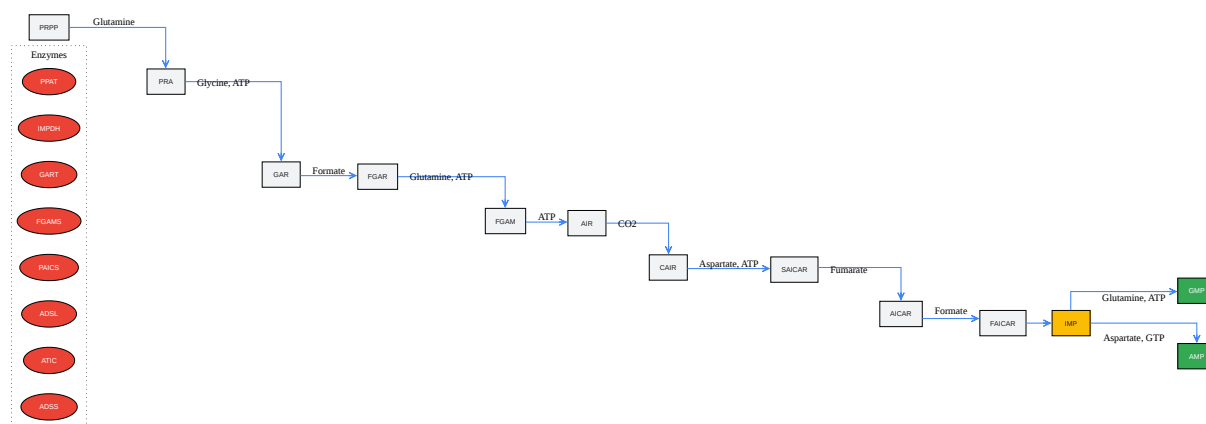 PRPP
Glutamine
Enzymes
PPAT
IMPDH
GART
FGAMS
PAICS
ADSL
ATIC
ADSS
PRA
Glycine, ATP
GAR
Formate
FGAR
Glutamine, ATP
FGAM
ATP
AIR
CO2
CAIR
Aspartate, ATP
SAICAR
Fumarate
AICAR
Formate
FAICAR
IMP
Glutamine, ATP
GMP
Aspartate, GTP
AMP